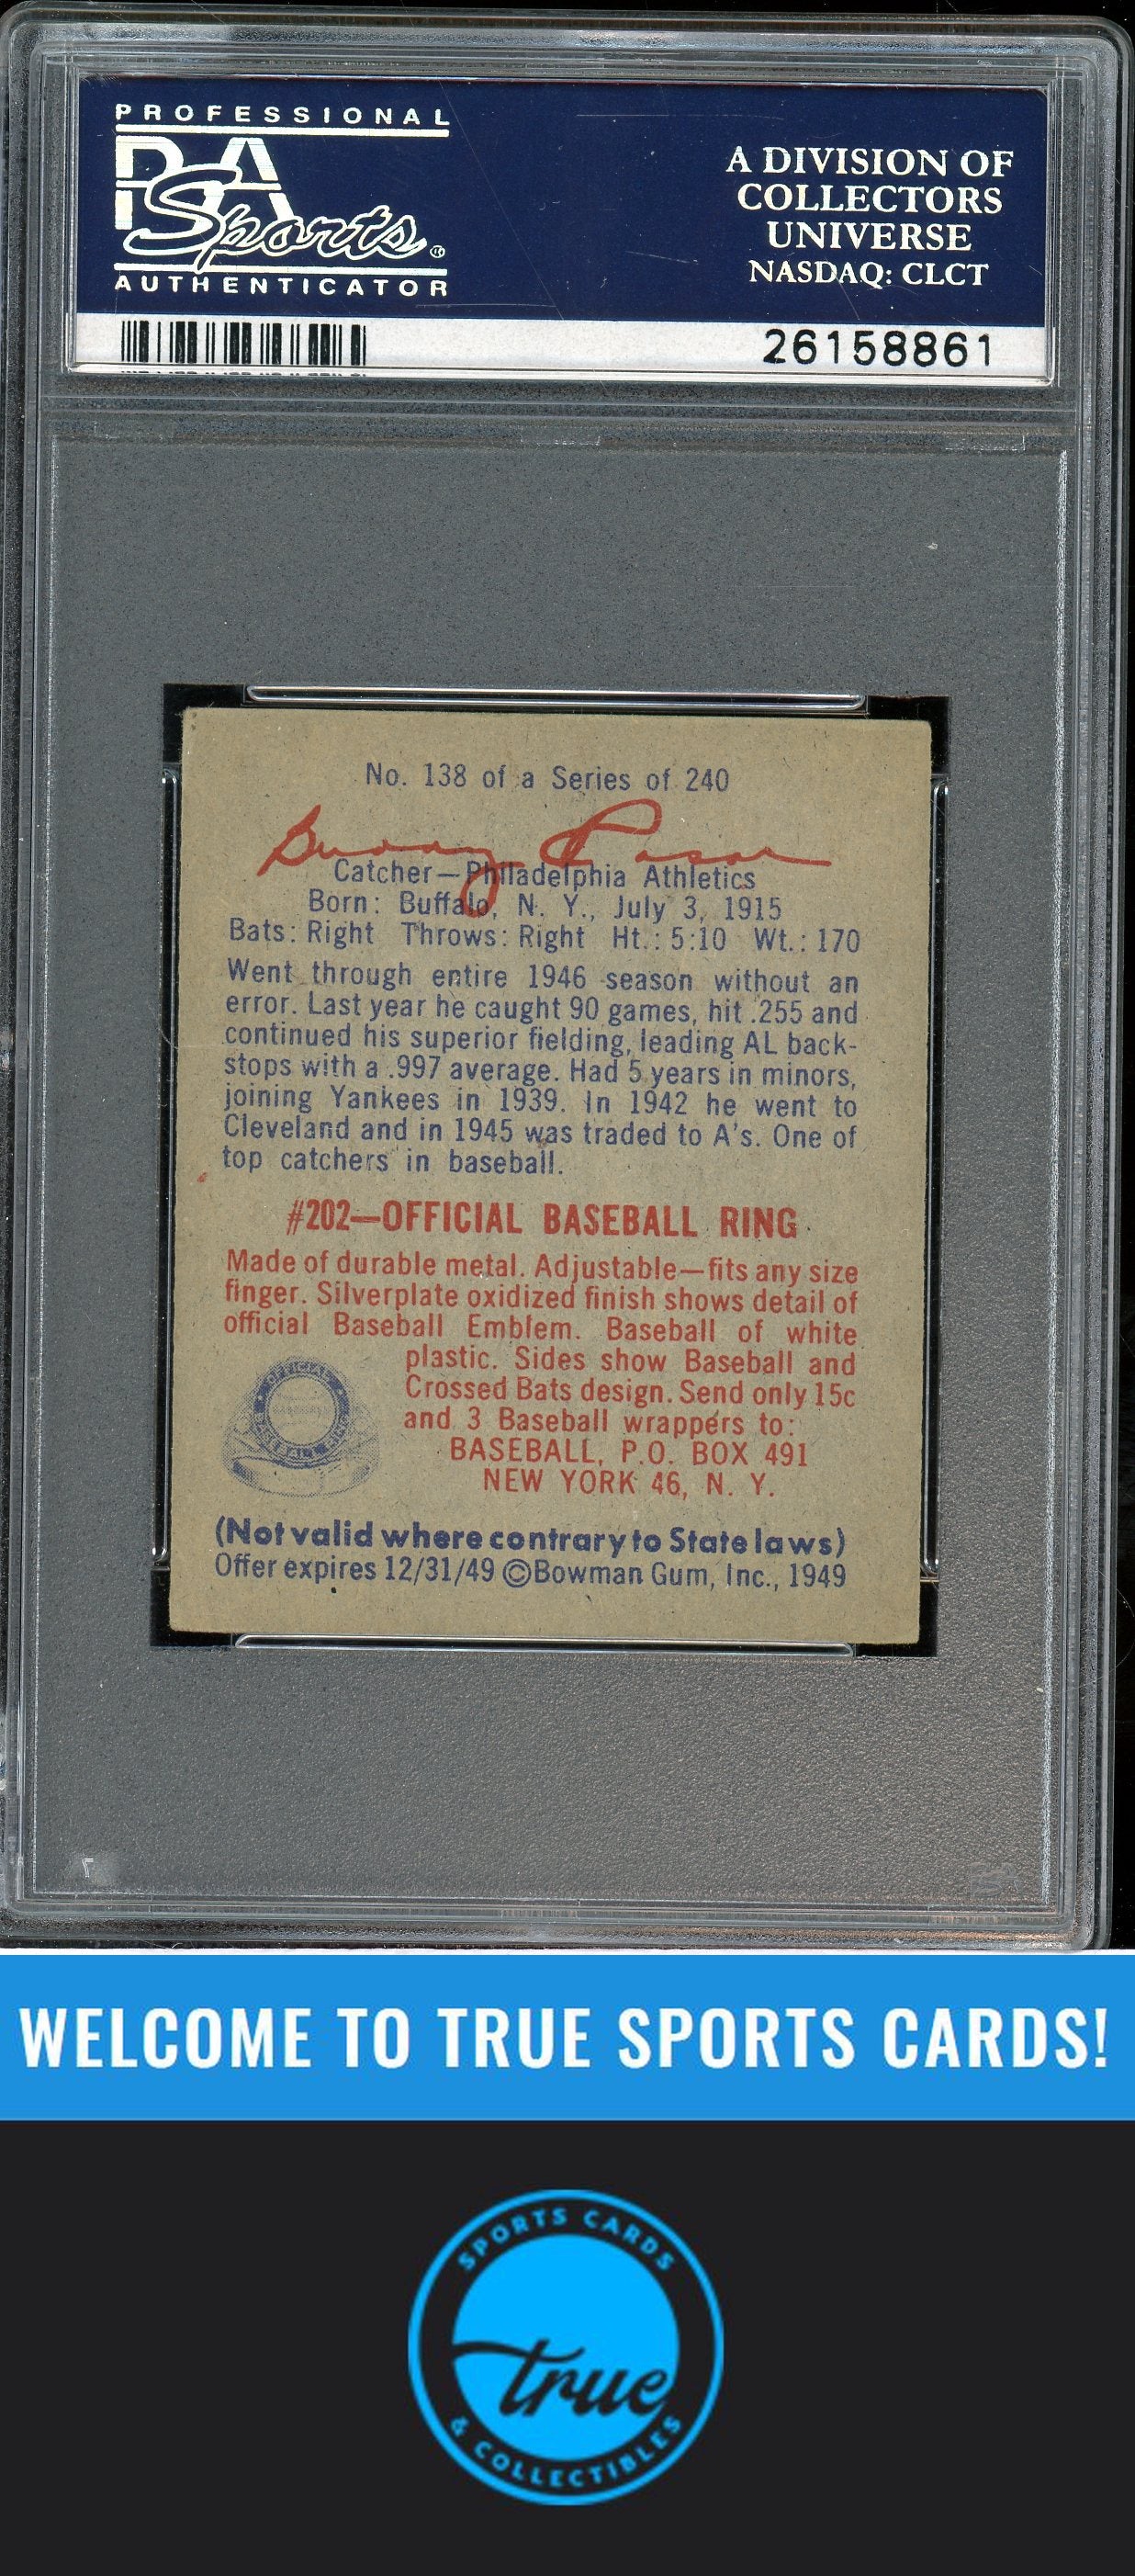 PROFESSIONAL
PSA
Sports
AUTHENTICATOR
A DIVISION OF
COLLECTORS
UNIVERSE
NASDAQ: CLCT
26158861
No. 138 of a Series of 240
Buddy Rosar
Catcher—Philadelphia Athletics
Born: Buffalo, N. Y., July 3, 1915
Bats: Right Throws: Right Ht.: 5:10 Wt.: 170
Went through entire 1946 season without an
error. Last year he caught 90 games, hit .255 and
continued his superior fielding, leading AL back-
stops with a .997 average. Had 5 years in minors,
joining Yankees in 1939. In 1942 he went to
Cleveland and in 1945 was traded to A's. One of
top catchers in baseball.
#202—OFFICIAL BASEBALL RING
Made of durable metal. Adjustable—fits any size
finger. Silverplate oxidized finish shows detail of
official Baseball Emblem. Baseball of white
plastic. Sides show Baseball and
Crossed Bats design. Send only 15c
and 3 Baseball wrappers to:
BASEBALL, P.O. BOX 491
NEW YORK 46, N. Y.
OFFICIAL
BASEBALL RING
(Not valid where contrary to State laws)
Offer expires 12/31/49 ©Bowman Gum, Inc., 1949
WELCOME TO TRUE SPORTS CARDS!
SPORTS CARDS
true
& COLLECTIBLES